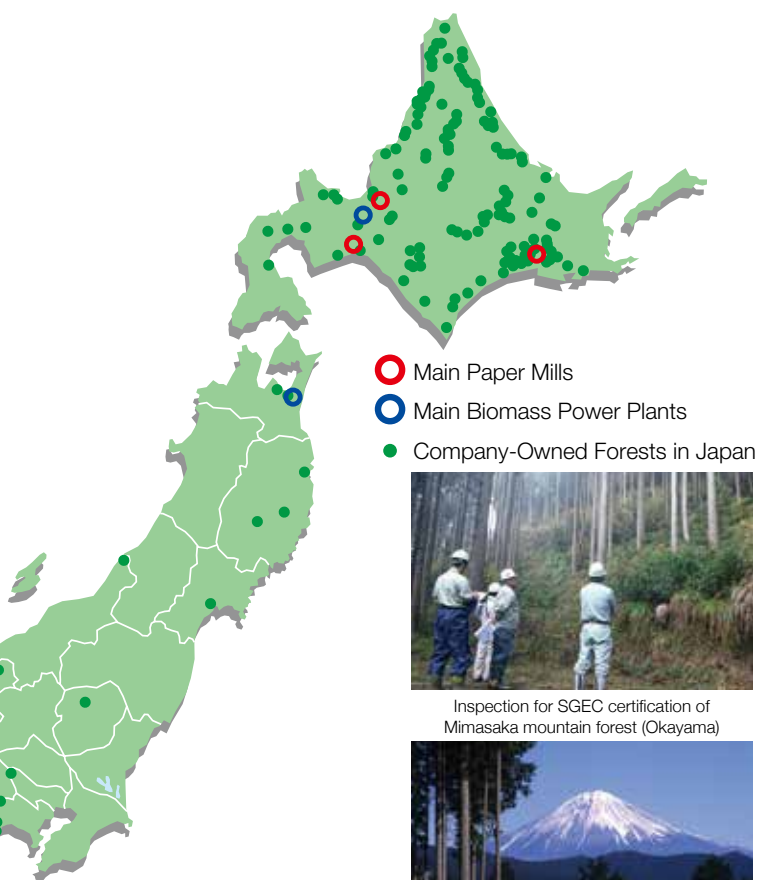 Main Paper Mills
Main Biomass Power Plants
Company-Owned Forests in Japan
Inspection for SGEC certification of
Mimasaka mountain forest (Okayama)